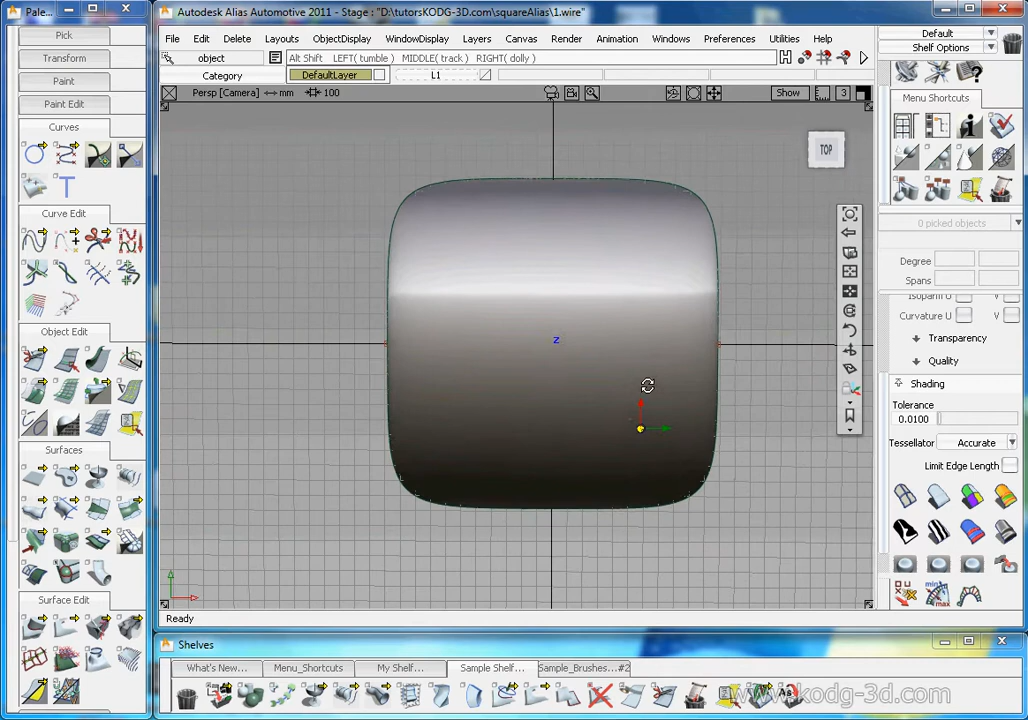 Pale...
Autodesk Alias Automotive 2011 - Stage : "D:\tutorsKODG-3D.com\squareAlias\1.wire"
File Edit Delete Layouts ObjectDisplay WindowDisplay Layers Canvas Render Animation Windows Preferences Utilities Help
object
Alt Shift LEFT( tumble) MIDDLE( track) RIGHT( dolly)
Category
DefaultLayer
L1
Persp [Camera] mm 100
Show
3
TOP
z
Ready
Pick
Transform
Paint
Paint Edit
Curves
T
Curve Edit
Object Edit
Surfaces
Surface Edit
Default
Shelf Options
Menu Shortcuts
0 picked objects
Degree
Spans
Isoparm U V
Curvature U V
Transparency
Quality
Shading
Tolerance
0.0100
Tessellator Accurate
Limit Edge Length
min
max
Shelves
What's New... Menu_Shortcuts My Shelf... Sample Shelf... Sample_Brushes...#2
www.kodg-3d.com